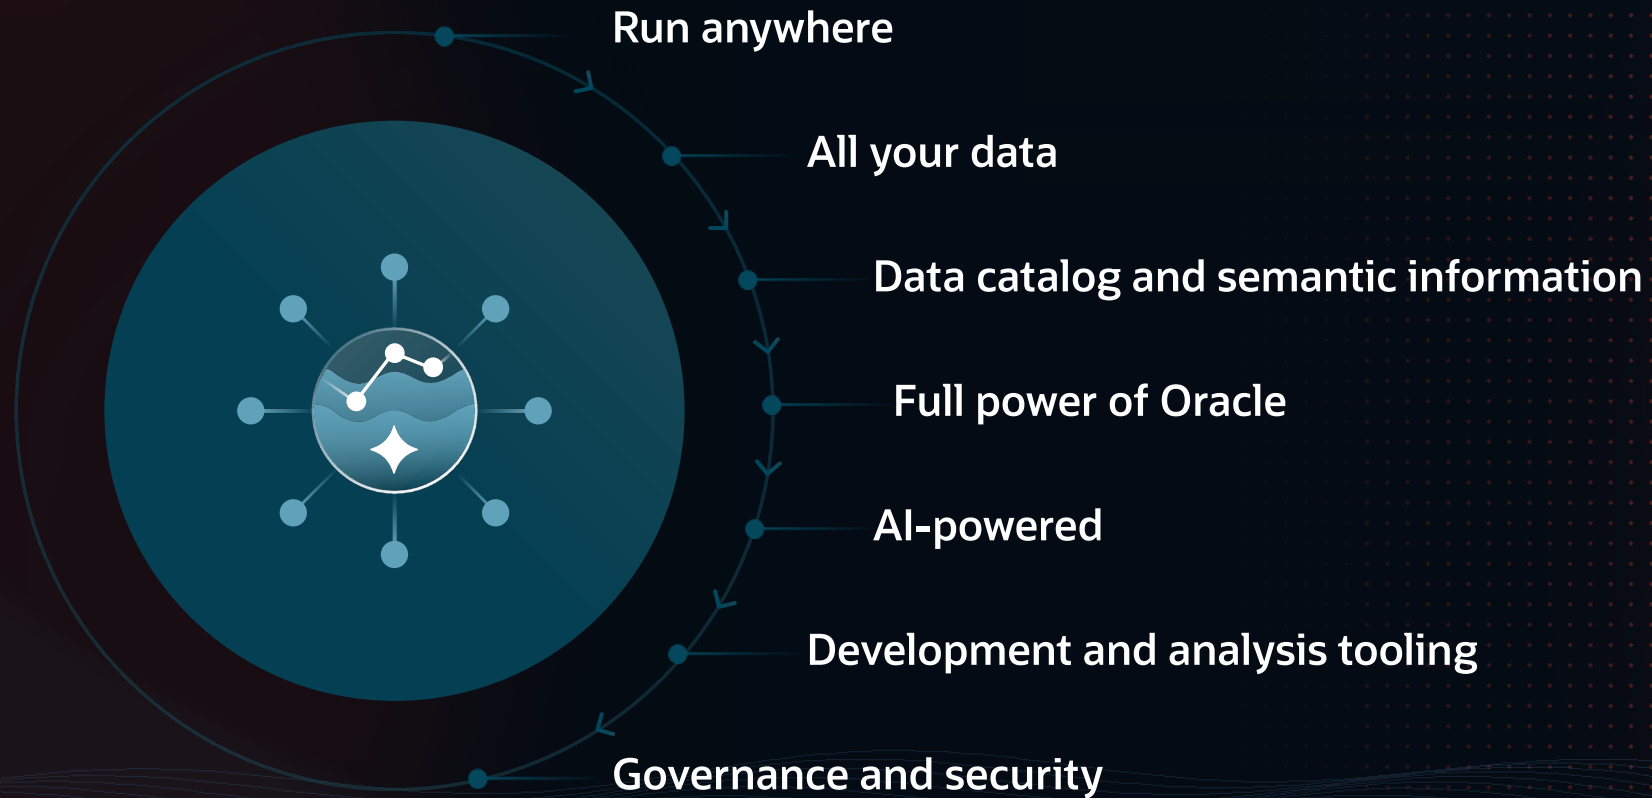 Run anywhere
All your data
Data catalog and semantic information
Full power of Oracle
AI-powered
Development and analysis tooling
Governance and security